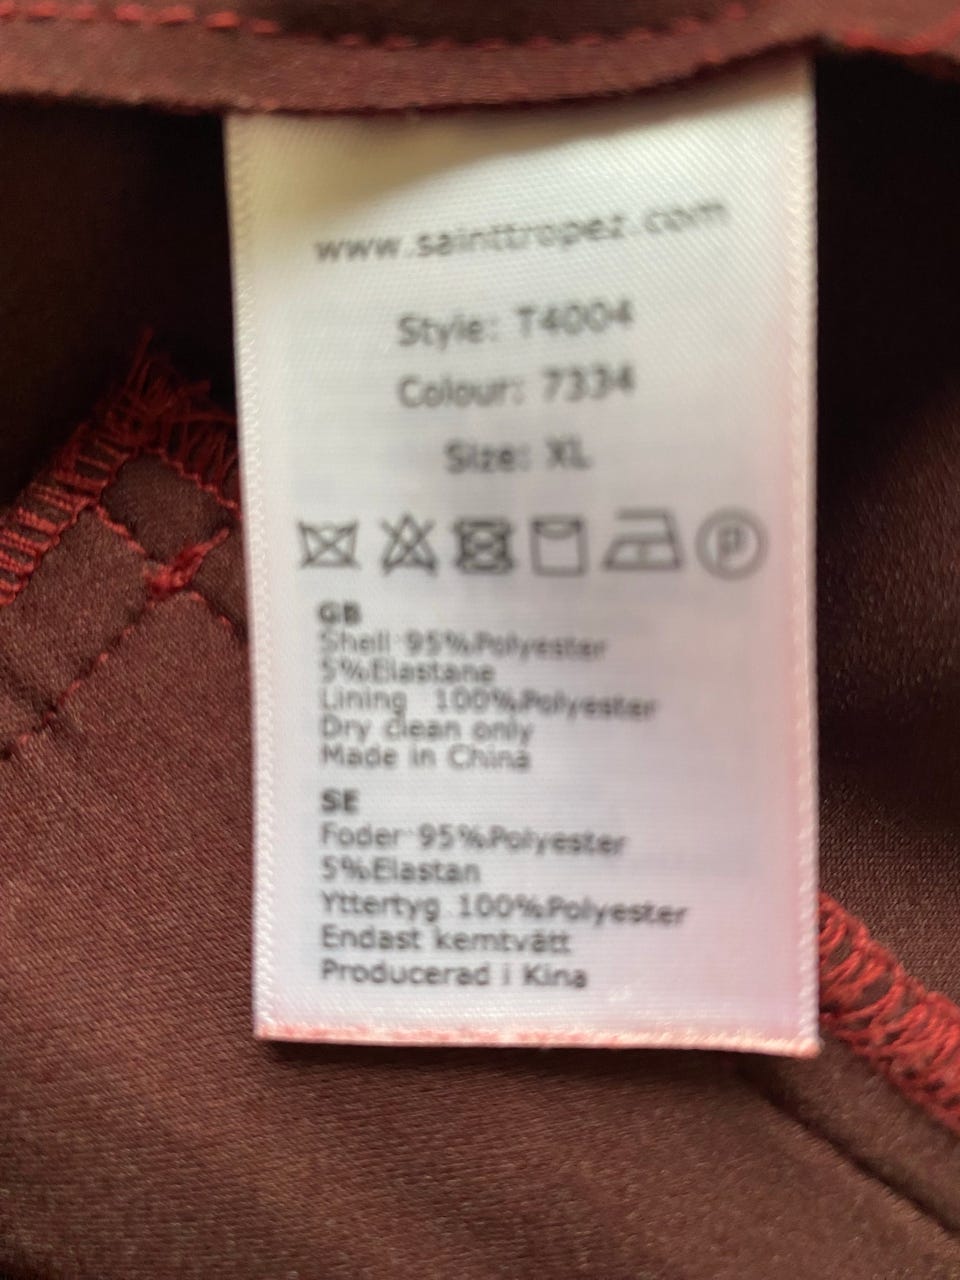 www.sainttropez.com
Style: T4004
Colour: 7334
Size: XL
P
GB
Shell 95%Polyester
5%Elastane
Lining 100%Polyester
Dry clean only
Made in China
SE
Foder 95%Polyester
5%Elastan
Yttertyg 100%Polyester
Endast kemtvätt
Producerad i Kina